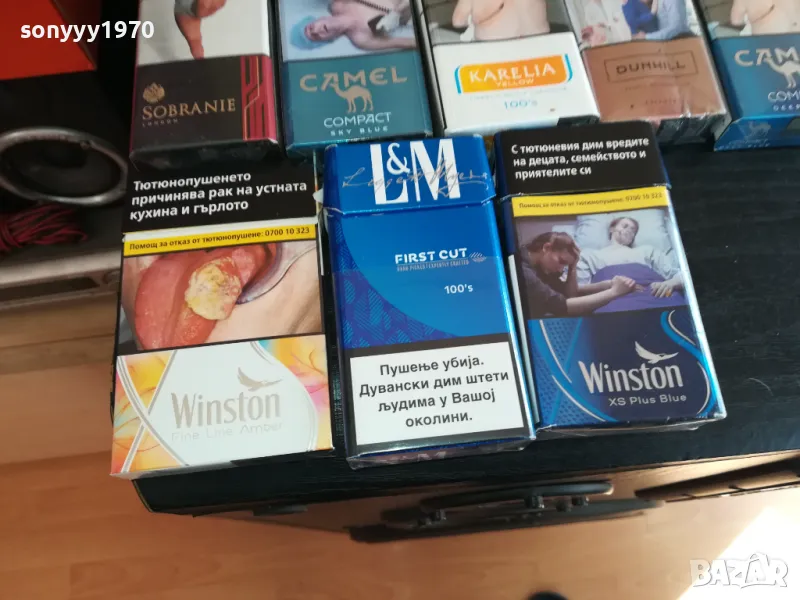 sonyyy1970
SOBRANIE
LONDON
CAMEL
COMPACT
SKY BLUE
KARELIA
YELLOW
100's
DUNHILL
CAMEL
COMPACT
Тютюнопушенето
причинява рак на устната
кухина и гърлото
Помощ за отказ от тютюнопушене: 0700 10 323
Winston
Fine Line Amber
L&M
FIRST CUT
100's
Пушење убија.
Дувански дим штети
људима у Вашој
околини.
С тютюневия дим вредите
на децата, семейството и
приятелите си
Помощ за отказ от тютюнопушене: 0700 10 323
Winston
XS Plus Blue
BAZAR